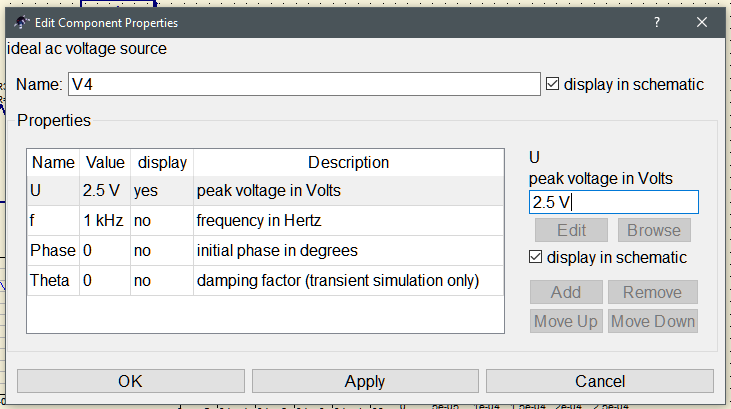 Edit Component Properties
ideal ac voltage source
Name: V4 display in schematic
Properties
Name Value display Description
U 2.5 V yes peak voltage in Volts
f 1 kHz no frequency in Hertz
Phase 0 no initial phase in degrees
Theta 0 no damping factor (transient simulation only)
U
peak voltage in Volts
2.5 V
Edit Browse
display in schematic
Add Remove
Move Up Move Down
OK Apply Cancel